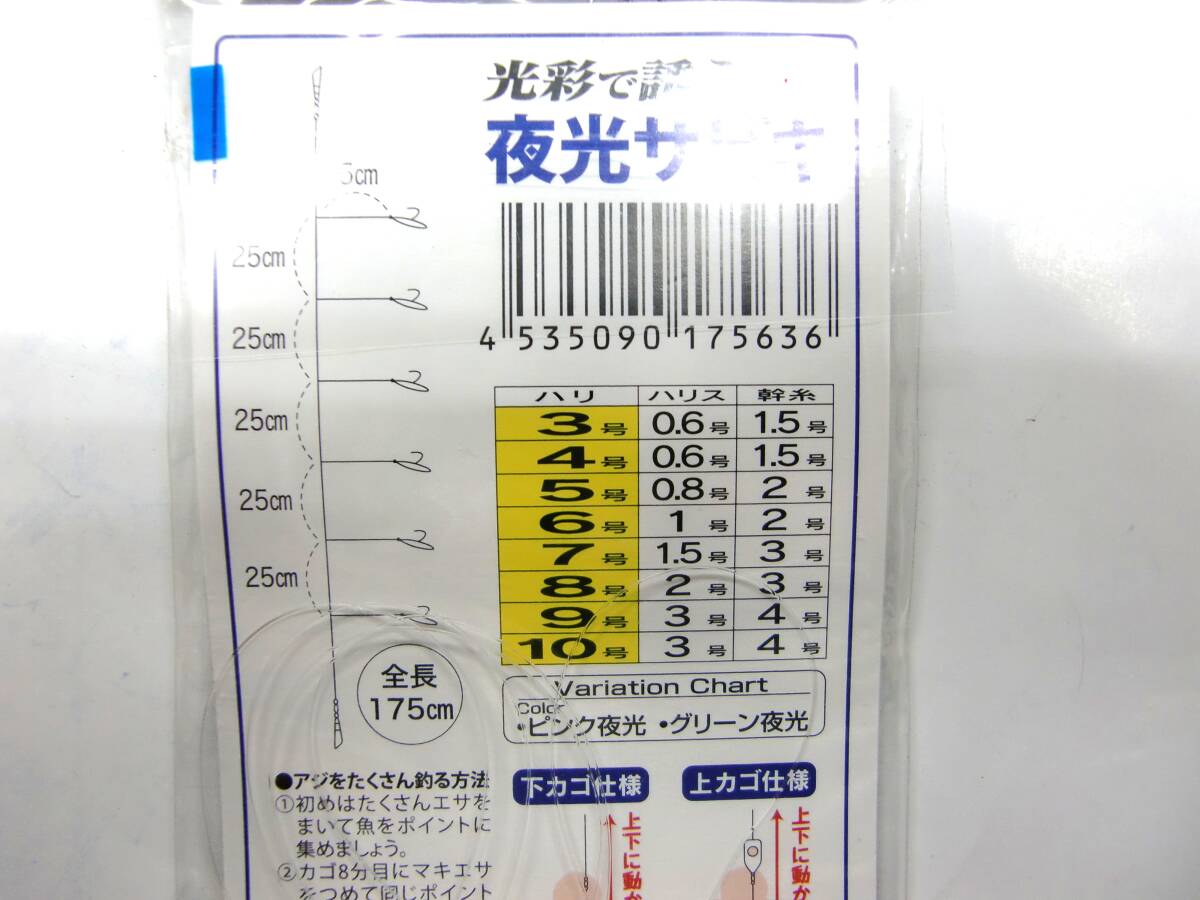 光彩で
夜光サ
3cm
25cm
25cm
25cm
25cm
25cm
4 535090 175636
ハリ ハリス 幹糸
3号 0.6号 1.5号
4号 0.6号 1.5号
5号 0.8号 2号
6号 1号 2号
7号 1.5号 3号
8号 2号 3号
9号 3号 4号
10号 3号 4号
全長
175cm
Variation Chart
Color
・ピンク夜光 ・グリーン夜光
●アジをたくさん釣る方法
①初めはたくさんエサを
まいて魚をポイントに
集めましょう。
②カゴ8分目にマキエサ
をつめて同じポイント
下カゴ仕様
上下に動か
上カゴ仕様
上下に動か